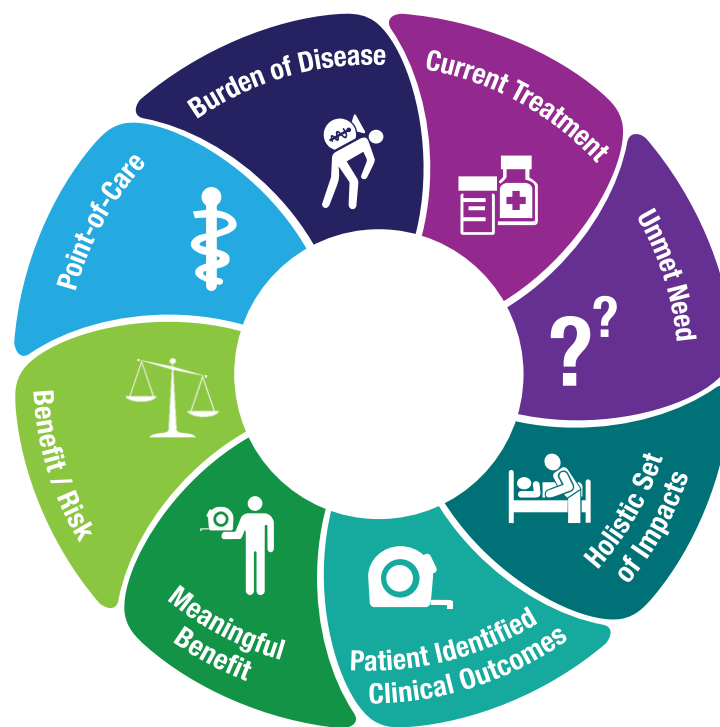 Burden of Disease
Current Treatment
Unmet Need
??
Holistic Set
of Impacts
Patient Identified
Clinical Outcomes
Meaningful
Benefit
Benefit / Risk
Point-of-Care